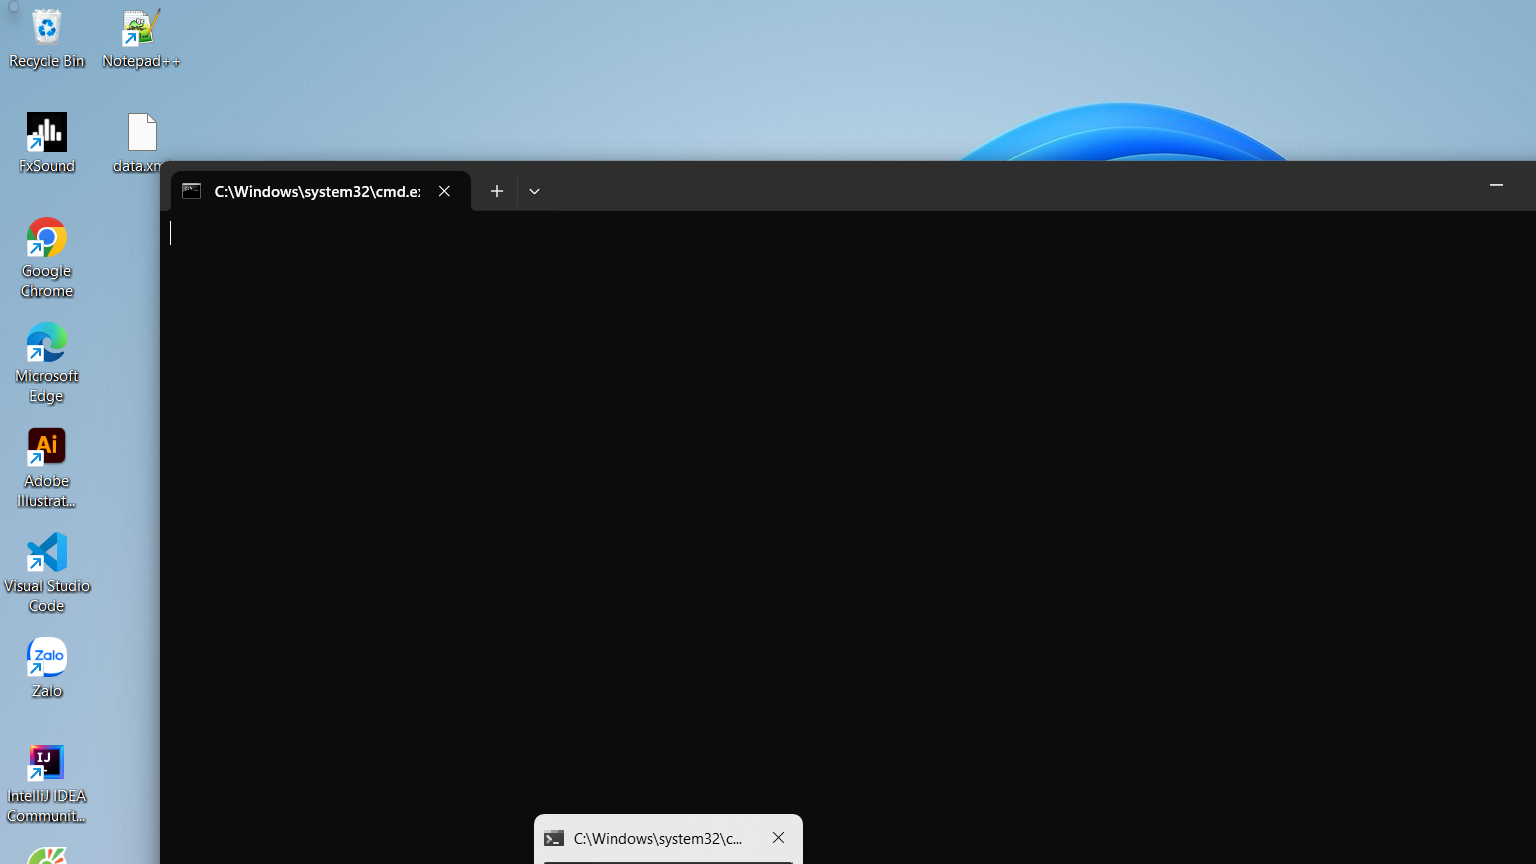 Recycle Bin
Notepad++
FxSound
data.xm
C:\Windows\system32\cmd.e
Google
Chrome
Microsoft
Edge
Ai
Adobe
Illustrat...
Visual Studio
Code
Zalo
Zalo
IJ
IntelliJ IDEA
Communit...
C:\Windows\system32\c...